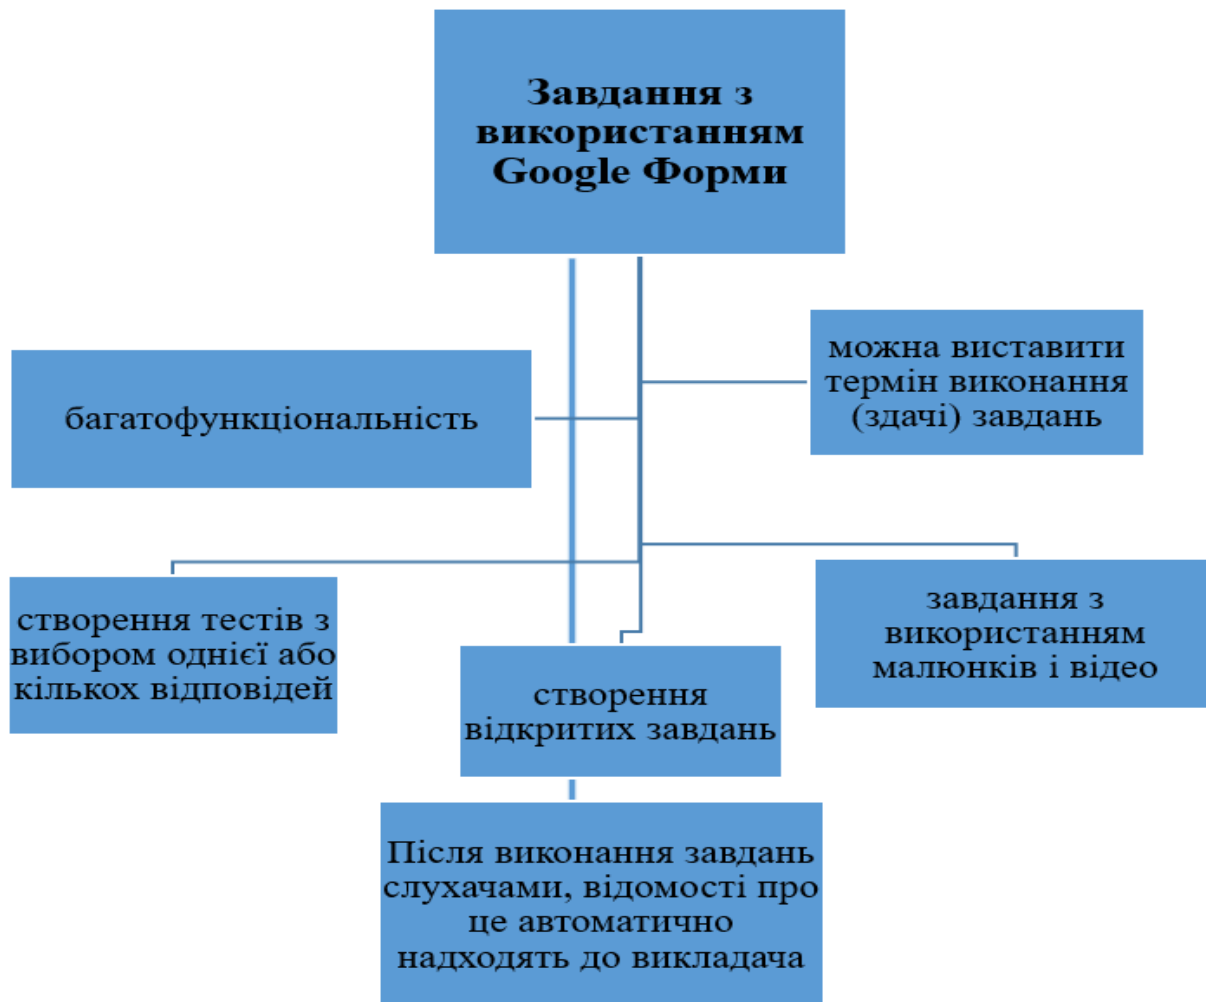 Завдання з
використанням
Google Форми
можна виставити
термін виконання
(здачі) завдань
багатофункціональність
створення тестів з
вибором однієї або
кількох відповідей
створення
відкритих завдань
завдання з
використанням
малюнків і відео
Після виконання завдань
слухачами, відомості про
це автоматично
надходять до викладача